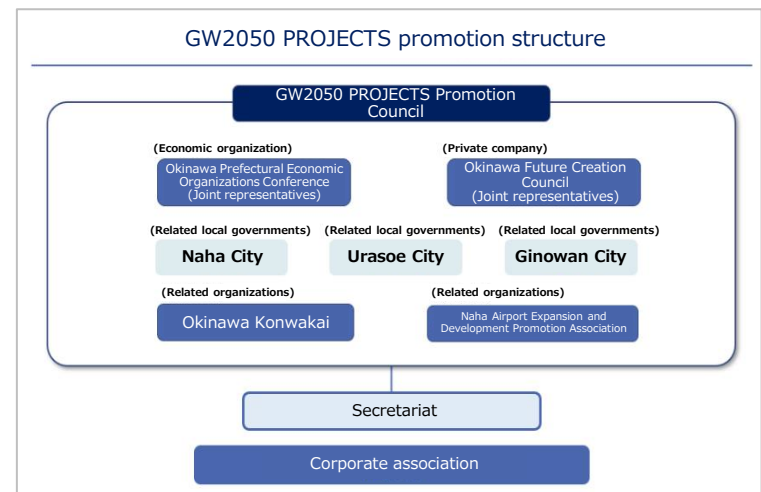 GW2050 PROJECTS promotion structure
GW2050 PROJECTS Promotion
Council
(Economic organization)
(Private company)
Okinawa Prefectural Economic
Organizations Conference
(Joint representatives)
Okinawa Future Creation
Council
(Joint representatives)
(Related local governments)
(Related local governments)
(Related local governments)
Naha City
Urasoe City
Ginowan City
(Related organizations)
(Related organizations)
Okinawa Konwakai
Naha Airport Expansion and
Development Promotion Association
Secretariat
Corporate association